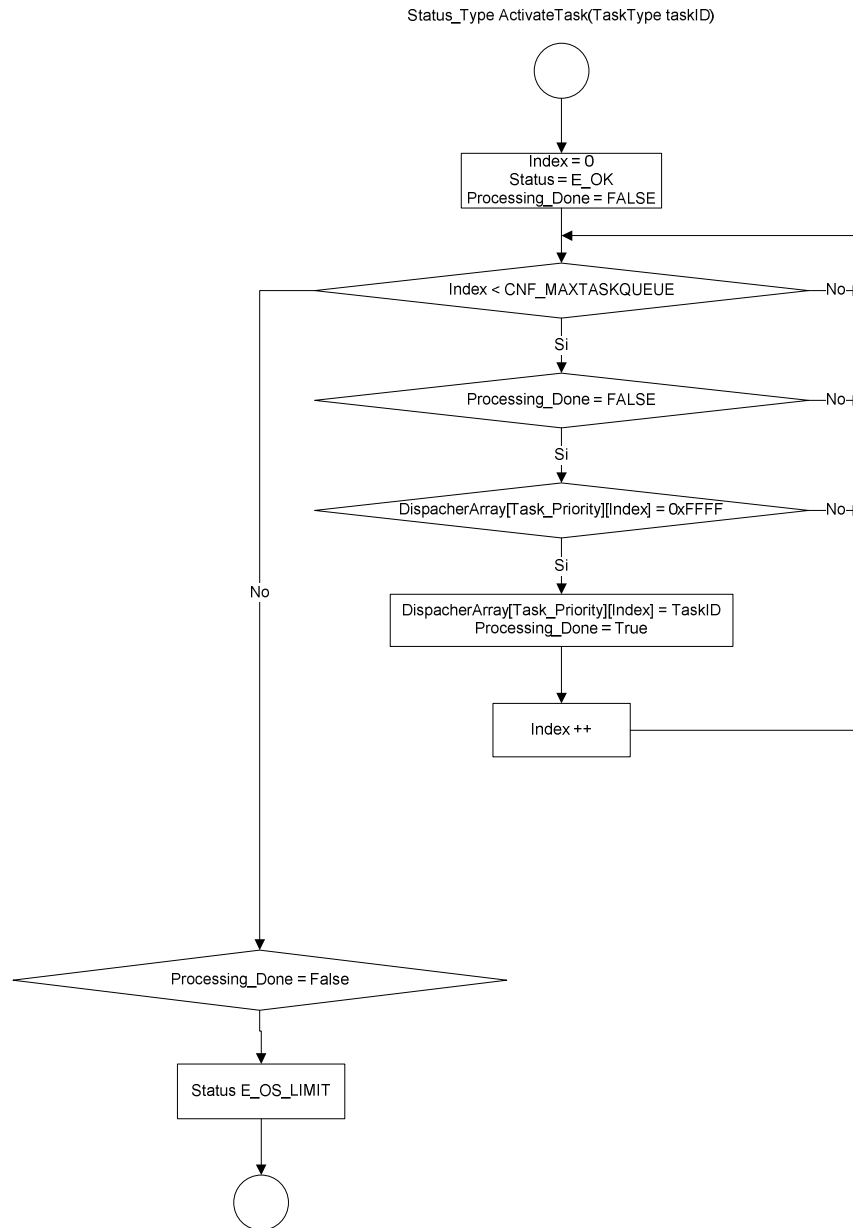 Status_Type ActivateTask(TaskType taskID)
Index = 0
Status = E_OK
Processing_Done = FALSE
Index < CNF_MAXTASKQUEUE
No
Si
Processing_Done = FALSE
No
Si
DispacherArray[Task_Priority][Index] = 0xFFFF
No
Si
No
DispacherArray[Task_Priority][Index] = TaskID
Processing_Done = True
Index ++
Processing_Done = False
Status E_OS_LIMIT